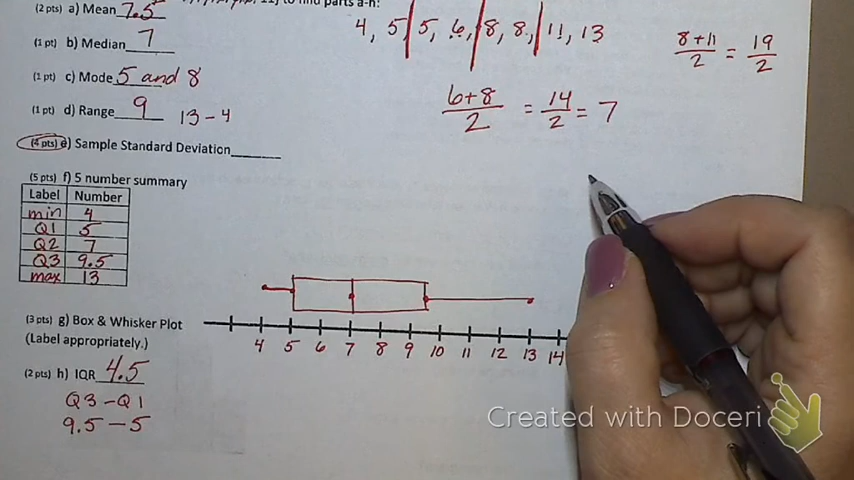 to find parts a-h:
(2 pts) a) Mean 7.5
4, 5, 5, 6, 8, 8, 11, 13
8+11/2 = 19/2
(1 pt) b) Median 7
(1 pt) c) Mode 5 and 8
6+8/2 = 14/2 = 7
(1 pt) d) Range 9 13-4
(4 pts) e) Sample Standard Deviation
(5 pts) f) 5 number summary
Label Number
min 4
Q1 5
Q2 7
Q3 9.5
max 13
(3 pts) g) Box & Whisker Plot
(Label appropriately.)
4 5 6 7 8 9 10 11 12 13 14
(2 pts) h) IQR 4.5
Q3 - Q1
9.5 - 5
Created with Doceri